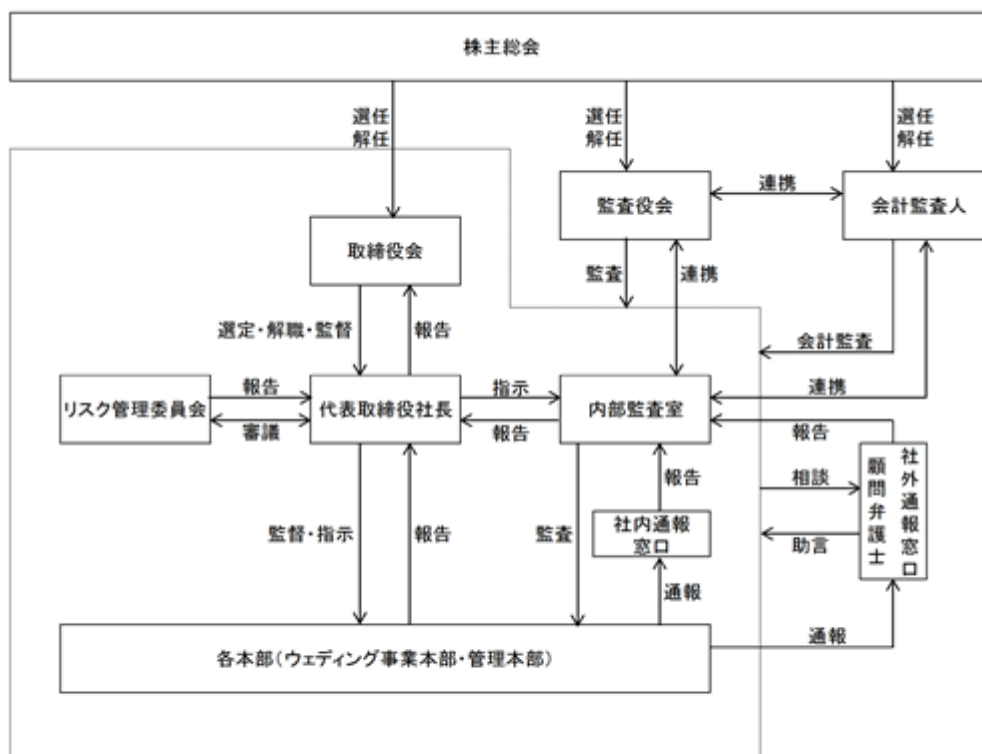 株主総会
選任
解任
選任
解任
選任
解任
監査役会
連携
会計監査人
取締役会
監査
連携
選定・解職・監督
報告
会計監査
リスク管理委員会
報告
審議
代表取締役社長
指示
報告
内部監査室
連携
報告
監督・指示
報告
監査
報告
社内通報
窓口
通報
相談
助言
社外通報窓口
顧問弁護士
通報
各本部(ウェディング事業本部・管理本部)